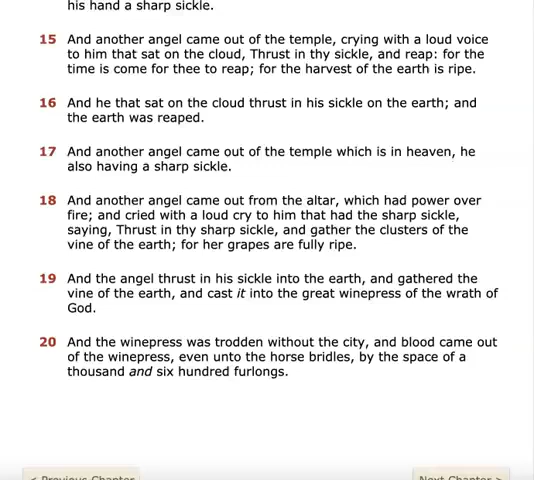 his hand a sharp sickle.
15 And another angel came out of the temple, crying with a loud voice
to him that sat on the cloud, Thrust in thy sickle, and reap: for the
time is come for thee to reap; for the harvest of the earth is ripe.
16 And he that sat on the cloud thrust in his sickle on the earth; and
the earth was reaped.
17 And another angel came out of the temple which is in heaven, he
also having a sharp sickle.
18 And another angel came out from the altar, which had power over
fire; and cried with a loud cry to him that had the sharp sickle,
saying, Thrust in thy sharp sickle, and gather the clusters of the
vine of the earth; for her grapes are fully ripe.
19 And the angel thrust in his sickle into the earth, and gathered the
vine of the earth, and cast it into the great winepress of the wrath of
God.
20 And the winepress was trodden without the city, and blood came out
of the winepress, even unto the horse bridles, by the space of a
thousand and six hundred furlongs.
< Previous Chapter
Next Chapter >